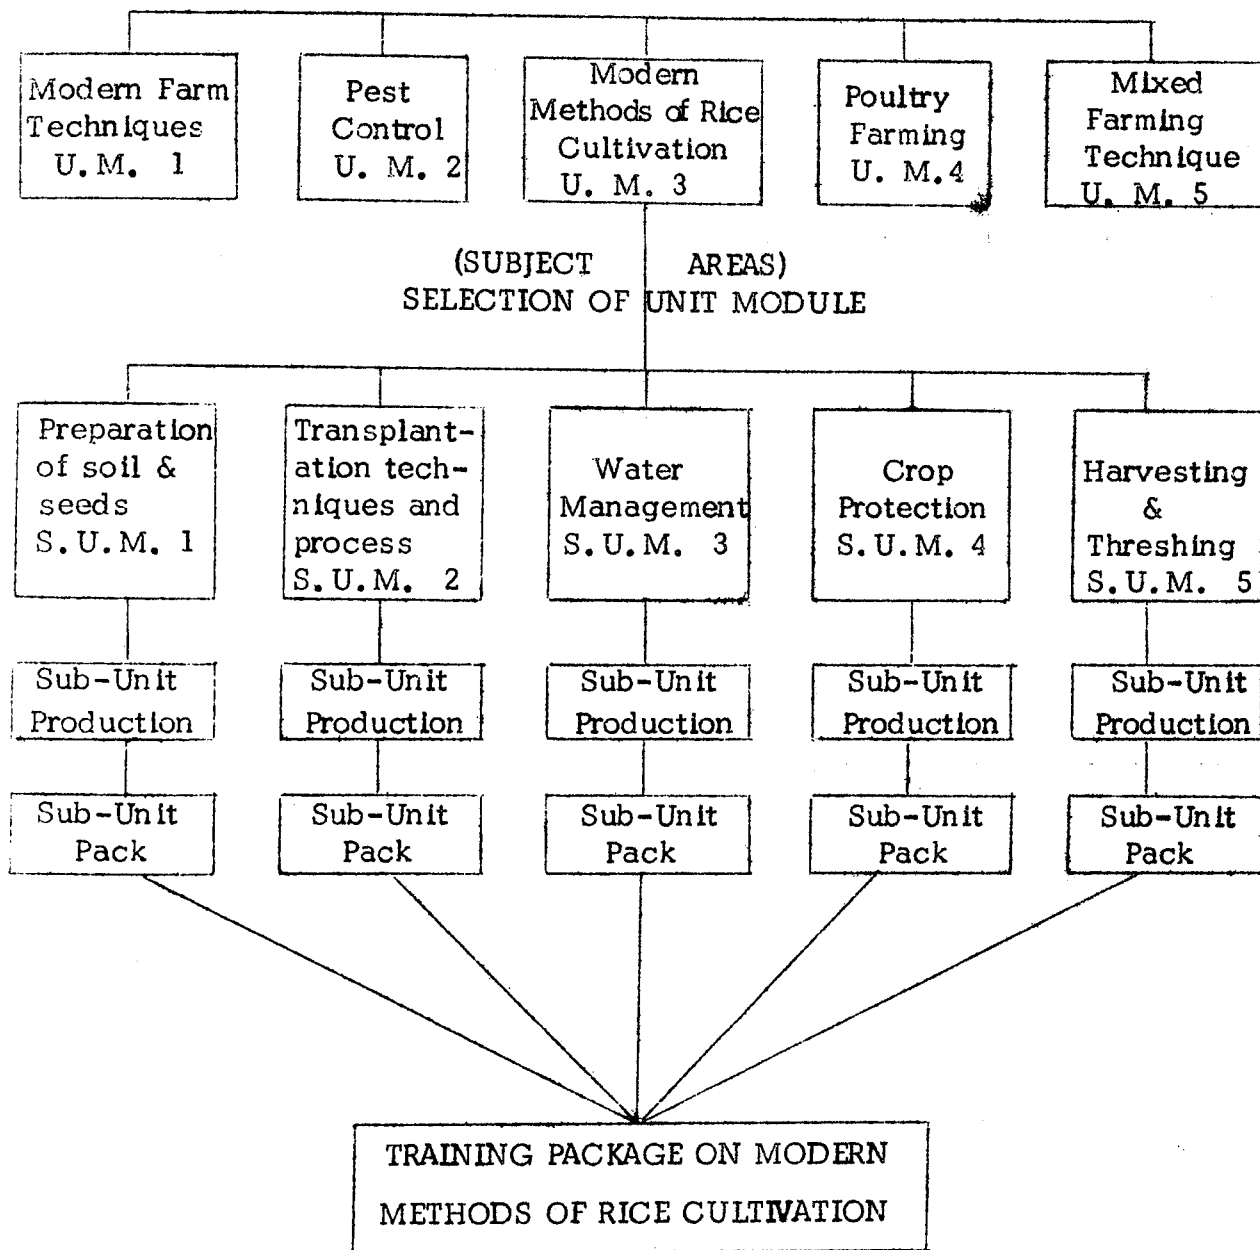 Modern Farm
Techniques
U. M. 1
Pest
Control
U. M. 2
Modern
Methods of Rice
Cultivation
U. M. 3
Poultry
Farming
U. M.4
Mixed
Farming
Technique
U. M. 5
(SUBJECT AREAS)
SELECTION OF UNIT MODULE
Preparation
of soil &
seeds
S.U.M. 1
Transplant-
ation tech-
niques and
process
S.U.M. 2
Water
Management
S.U.M. 3
Crop
Protection
S.U.M. 4
Harvesting
&
Threshing
S.U.M. 5
Sub-Unit
Production
Sub-Unit
Production
Sub-Unit
Production
Sub-Unit
Production
Sub-Unit
Production
Sub-Unit
Pack
Sub-Unit
Pack
Sub-Unit
Pack
Sub-Unit
Pack
Sub-Unit
Pack
TRAINING PACKAGE ON MODERN
METHODS OF RICE CULTIVATION